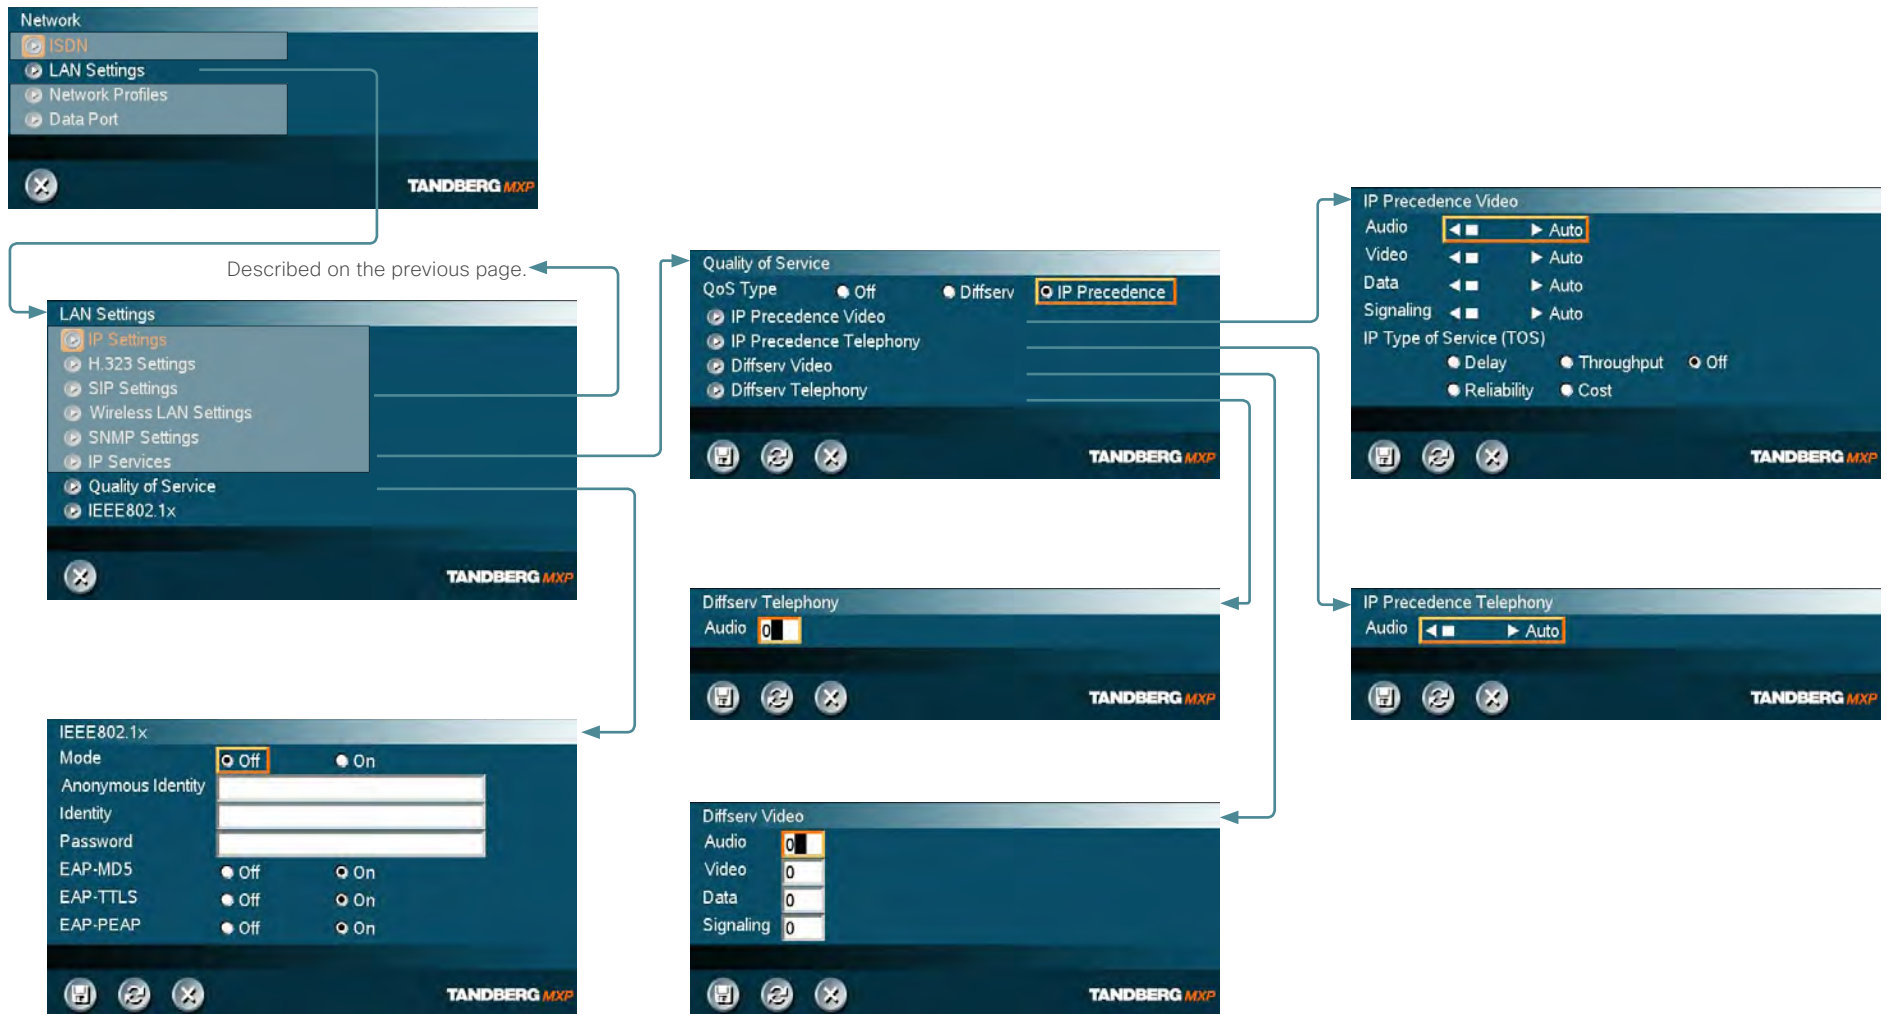 Network
ISDN
LAN Settings
Network Profiles
Data Port
TANDBERG MXP
Described on the previous page.
LAN Settings
IP Settings
H.323 Settings
SIP Settings
Wireless LAN Settings
SNMP Settings
IP Services
Quality of Service
IEEE802.1x
TANDBERG MXP
IEEE802.1x
Mode Off On
Anonymous Identity
Identity
Password
EAP-MD5 Off On
EAP-TTLS Off On
EAP-PEAP Off On
TANDBERG MXP
Quality of Service
QoS Type Off Diffserv IP Precedence
IP Precedence Video
IP Precedence Telephony
Diffserv Video
Diffserv Telephony
TANDBERG MXP
Diffserv Telephony
Audio 0
TANDBERG MXP
Diffserv Video
Audio 0
Video 0
Data 0
Signaling 0
TANDBERG MXP
IP Precedence Video
Audio Auto
Video Auto
Data Auto
Signaling Auto
IP Type of Service (TOS)
Delay Throughput Off
Reliability Cost
TANDBERG MXP
IP Precedence Telephony
Audio Auto
TANDBERG MXP